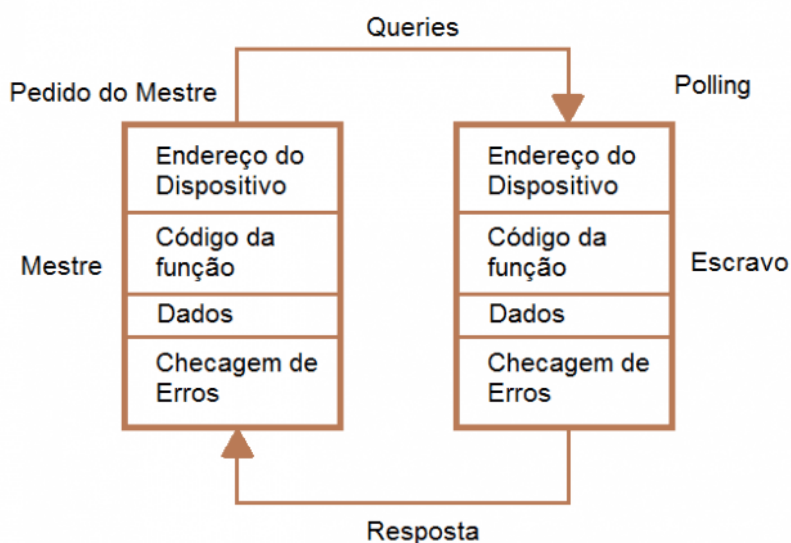 Queries
Pedido do Mestre
Polling
Endereço do
Dispositivo
Código da
função
Dados
Checagem de
Erros
Mestre
Endereço do
Dispositivo
Código da
função
Dados
Checagem de
Erros
Escravo
Resposta